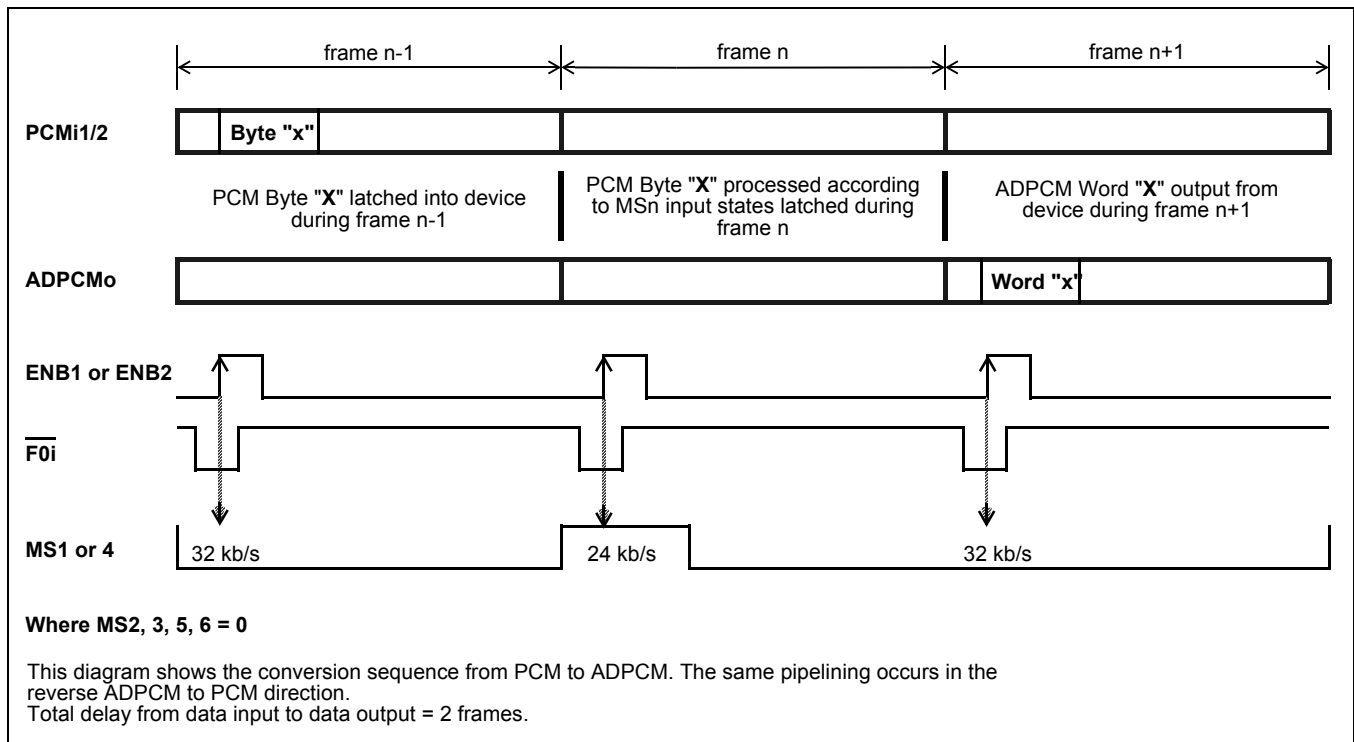 frame n-1
frame n
frame n+1
PCMi1/2
Byte "x"
PCM Byte "X" latched into device
during frame n-1
PCM Byte "X" processed according
to MSn input states latched during
frame n
ADPCM Word "X" output from
device during frame n+1
ADPCMo
Word "x"
ENB1 or ENB2
F0i
MS1 or 4
32 kb/s
24 kb/s
32 kb/s
Where MS2, 3, 5, 6 = 0
This diagram shows the conversion sequence from PCM to ADPCM. The same pipelining occurs in the
reverse ADPCM to PCM direction.
Total delay from data input to data output = 2 frames.